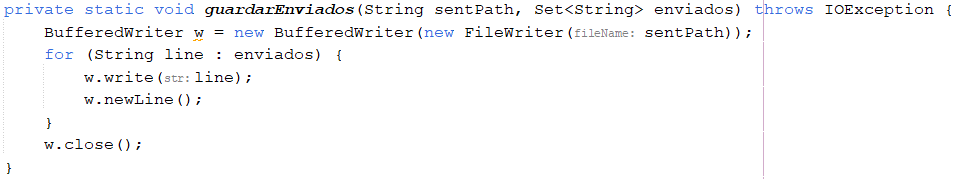 private static void guardarEnviados(String sentPath, Set<String> enviados) throws IOException {
    BufferedWriter w = new BufferedWriter(new FileWriter(fileName: sentPath));
    for (String line : enviados) {
        w.write(str: line);
        w.newLine();
    }
    w.close();
}